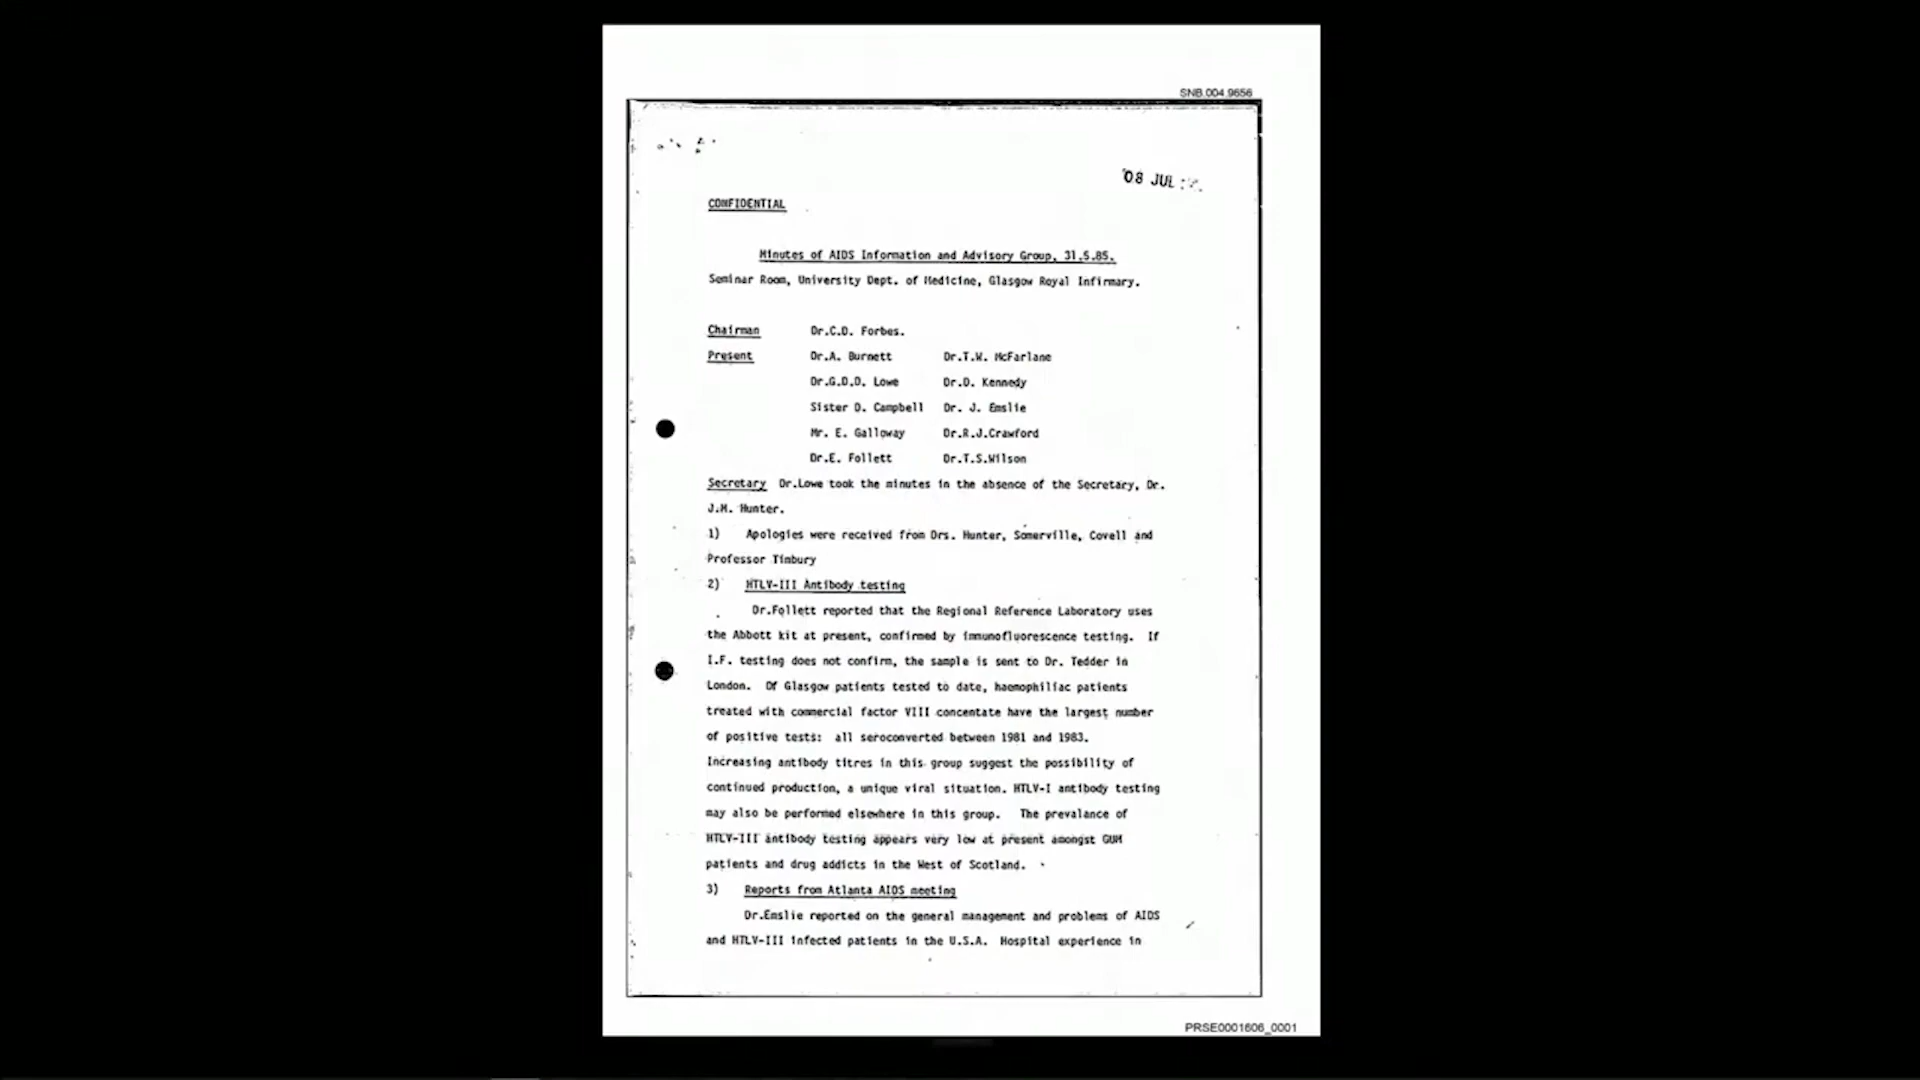 SNB.004.9656
08 JUL
CONFIDENTIAL
Minutes of AIDS Information and Advisory Group, 31.5.85.
Seminar Room, University Dept. of Medicine, Glasgow Royal Infirmary.
Chairman Dr.C.D. Forbes.
Present Dr.A. Burnett Dr.T.W. McFarlane
Dr.G.D.D. Lowe Dr.D. Kennedy
Sister D. Campbell Dr. J. Emslie
Mr. E. Galloway Dr.R.J.Crawford
Dr.E. Follett Dr.T.S.Wilson
Secretary Dr.Lowe took the minutes in the absence of the Secretary, Dr.
J.M. Hunter.
1) Apologies were received from Drs. Hunter, Somerville, Covell and
Professor Timbury
2) HTLV-III Antibody testing
Dr.Follett reported that the Regional Reference Laboratory uses
the Abbott kit at present, confirmed by immunofluorescence testing. If
I.F. testing does not confirm, the sample is sent to Dr. Tedder in
London. Of Glasgow patients tested to date, haemophiliac patients
treated with commercial factor VIII concentate have the largest number
of positive tests: all seroconverted between 1981 and 1983.
Increasing antibody titres in this group suggest the possibility of
continued production, a unique viral situation. HTLV-I antibody testing
may also be performed elsewhere in this group. The prevalence of
HTLV-III antibody testing appears very low at present amongst GUM
patients and drug addicts in the West of Scotland.
3) Reports from Atlanta AIDS meeting
Dr.Emslie reported on the general management and problems of AIDS
and HTLV-III infected patients in the U.S.A. Hospital experience in
PRSE0001606_0001